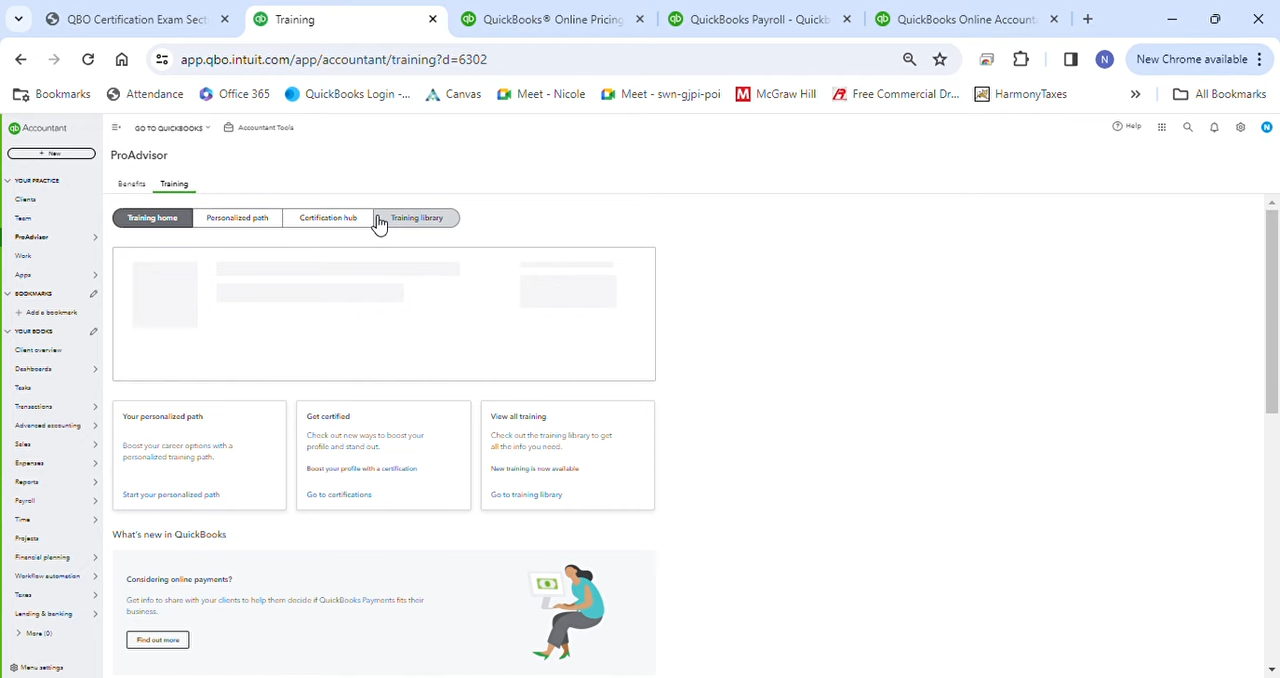 QBO Certification Exam Sect
Training
QuickBooks® Online Pricing
QuickBooks Payroll - Quickb
QuickBooks Online Account
app.qbo.intuit.com/app/accountant/training?d=6302
N
New Chrome available
Bookmarks
Attendance
Office 365
QuickBooks Login -...
Canvas
Meet - Nicole
Meet - swn-gjpi-poi
McGraw Hill
Free Commercial Dr...
HarmonyTaxes
All Bookmarks
qb Accountant
GO TO QUICKBOOKS
Accountant Tools
Help
N
+ New
ProAdvisor
YOUR PRACTICE
Clients
Team
ProAdvisor
Work
Apps
BOOKMARKS
+ Add a bookmark
YOUR BOOKS
Client overview
Dashboards
Tasks
Transactions
Advanced accounting
Sales
Expenses
Reports
Payroll
Time
Projects
Financial planning
Workflow automation
Taxes
Lending & banking
More (0)
Menu settings
Benefits
Training
Training home
Personalized path
Certification hub
Training library
Your personalized path
Boost your career options with a
personalized training path.
Start your personalized path
Get certified
Check out new ways to boost your
profile and stand out.
Boost your profile with a certification
Go to certifications
View all training
Check out the training library to get
all the info you need.
New training is now available
Go to training library
What's new in QuickBooks
Considering online payments?
Get info to share with your clients to help them decide if QuickBooks Payments fits their
business.
Find out more